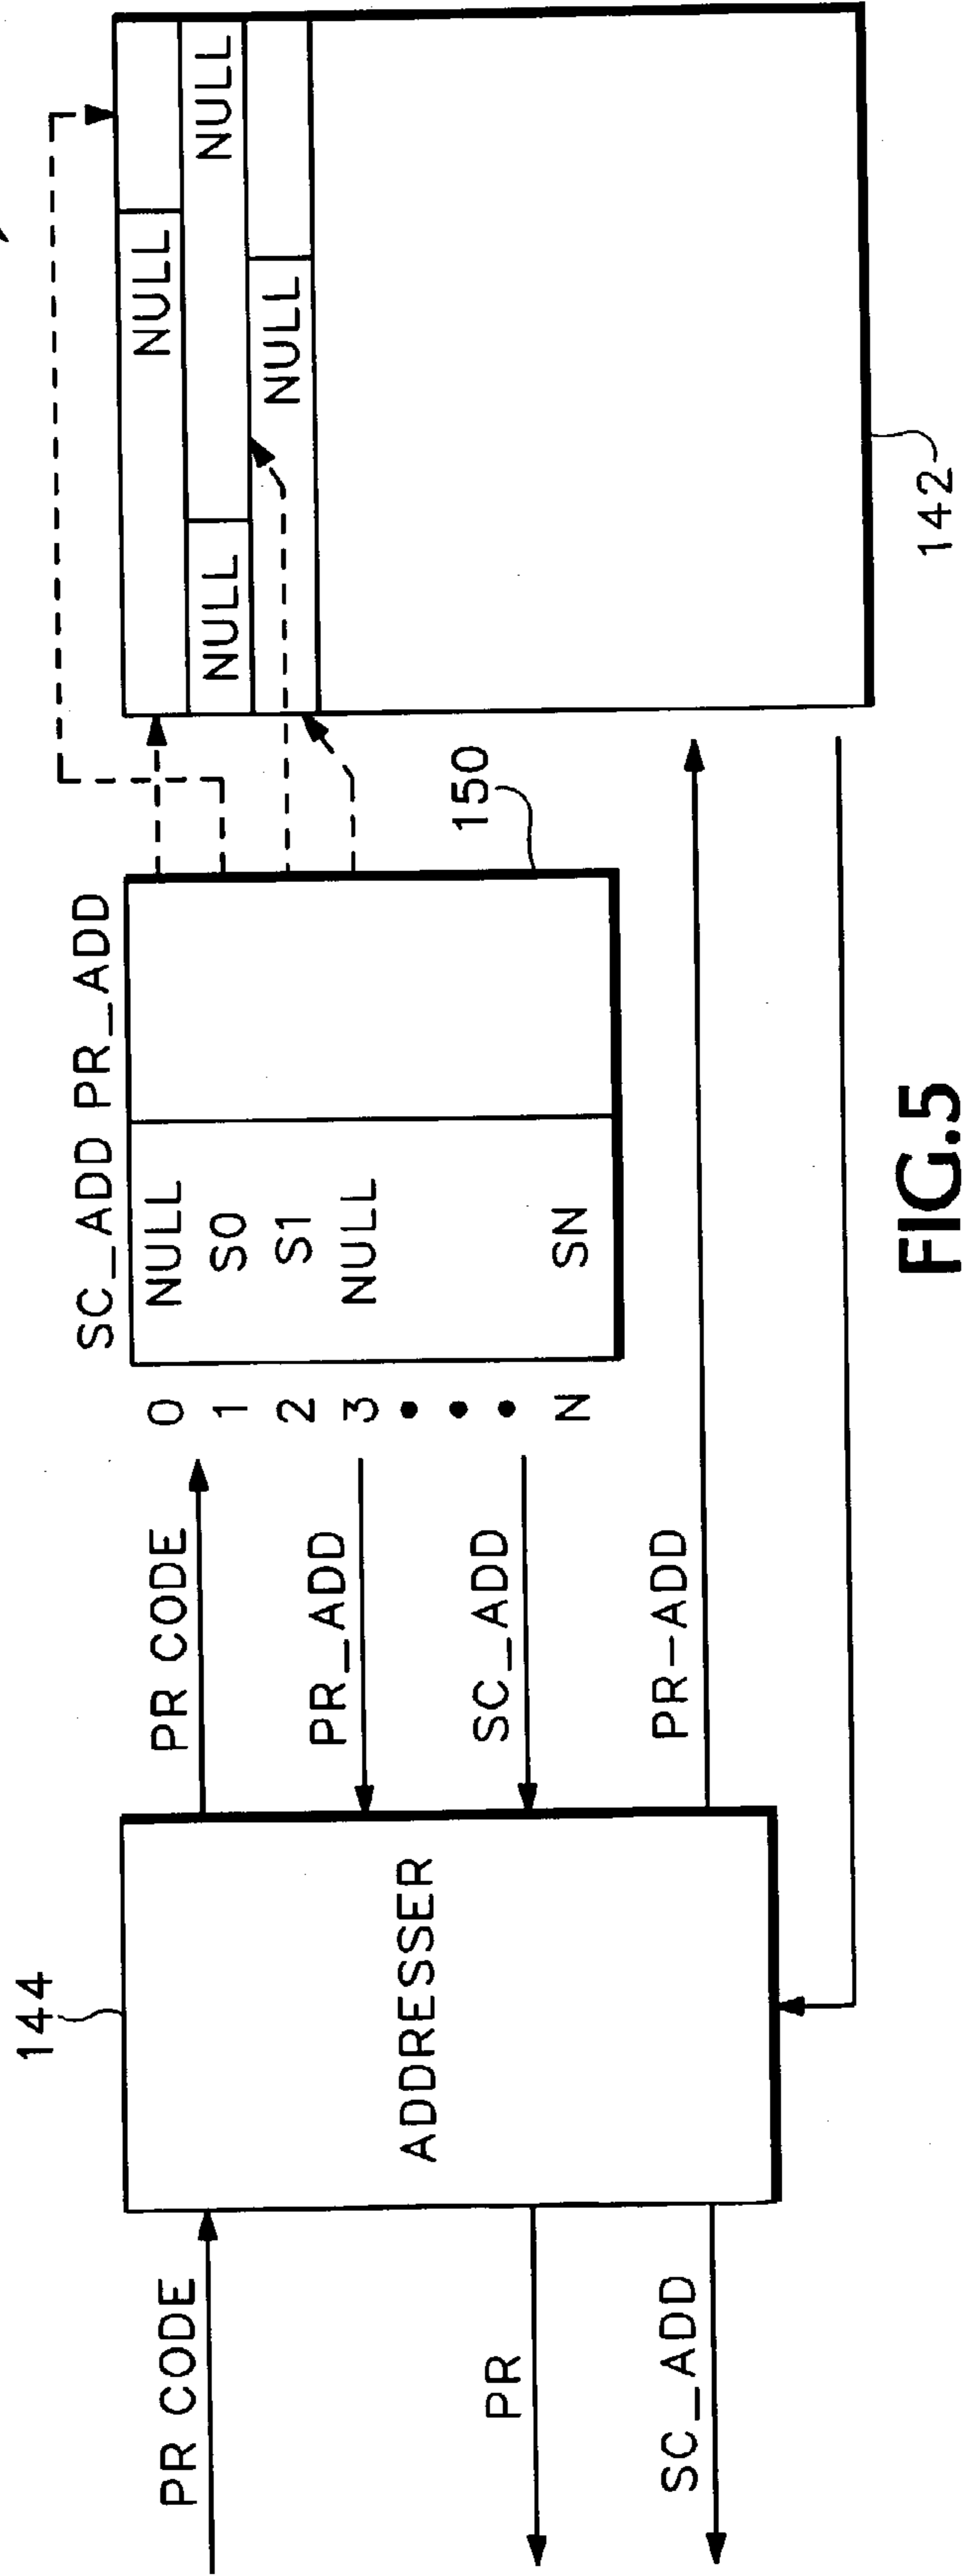 144
ADDRESSER
PR CODE
PR
SC_ADD
PR CODE
PR_ADD
SC_ADD
PR-ADD
SC_ADD PR_ADD
0 NULL
1 S0
2 S1
3 NULL
N SN
150
NULL
NULL NULL
NULL
142
FIG.5